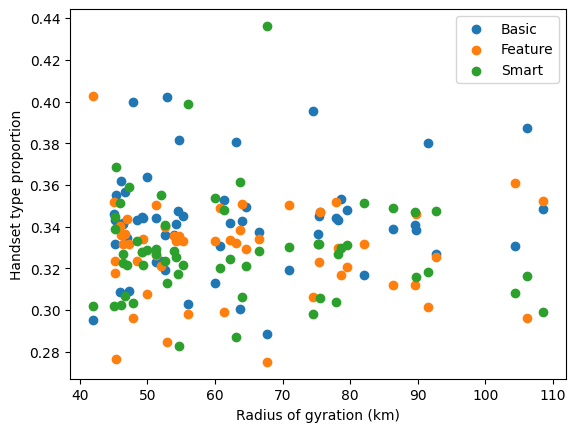 0.44
0.42
0.40
0.38
0.36
0.34
0.32
0.30
0.28
Handset type proportion
Basic
Feature
Smart
40 50 60 70 80 90 100 110
Radius of gyration (km)